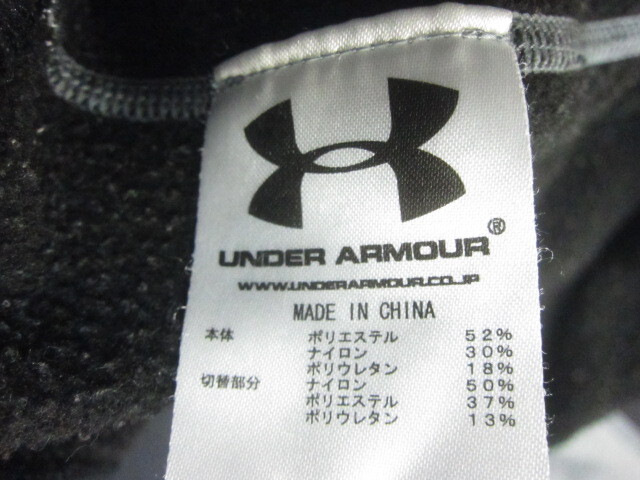 UNDER ARMOUR®
WWW.UNDERARMOUR.CO.JP
MADE IN CHINA
本体 ポリエステル 52%
ナイロン 30%
ポリウレタン 18%
切替部分 ナイロン 50%
ポリエステル 37%
ポリウレタン 13%